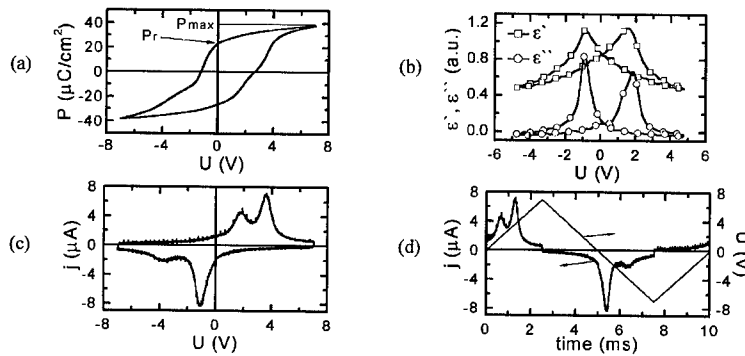 (a)
P (μC/cm²)
40
20
0
-20
-40
Pmax
Pr
-8
-4
0
4
8
U (V)
(b)
ε`, ε`` (a.u.)
1.2
0.8
0.4
0.0
ε`
ε``
-6
-4
-2
0
2
4
6
U (V)
(c)
j (μA)
8
4
0
-4
-8
-8
-4
0
4
8
U (V)
(d)
j (μA)
8
4
0
-4
-8
8
4
0
-4
-8
U (V)
0
2
4
6
8
10
time (ms)